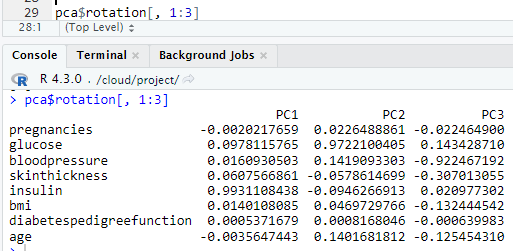 28
29 pca$rotation[, 1:3]
28:1 (Top Level)
Console Terminal × Background Jobs ×
R R 4.3.0 . /cloud/project/
> pca$rotation[, 1:3]
PC1 PC2 PC3
pregnancies -0.0020217659 0.0226488861 -0.022464900
glucose 0.0978115765 0.9722100405 0.143428710
bloodpressure 0.0160930503 0.1419093303 -0.922467192
skinthickness 0.0607566861 -0.0578614699 -0.307013055
insulin 0.9931108438 -0.0946266913 0.020977302
bmi 0.0140108085 0.0469729766 -0.132444542
diabetespedigreefunction 0.0005371679 0.0008168046 -0.000639983
age -0.0035647443 0.1401681812 -0.125454310